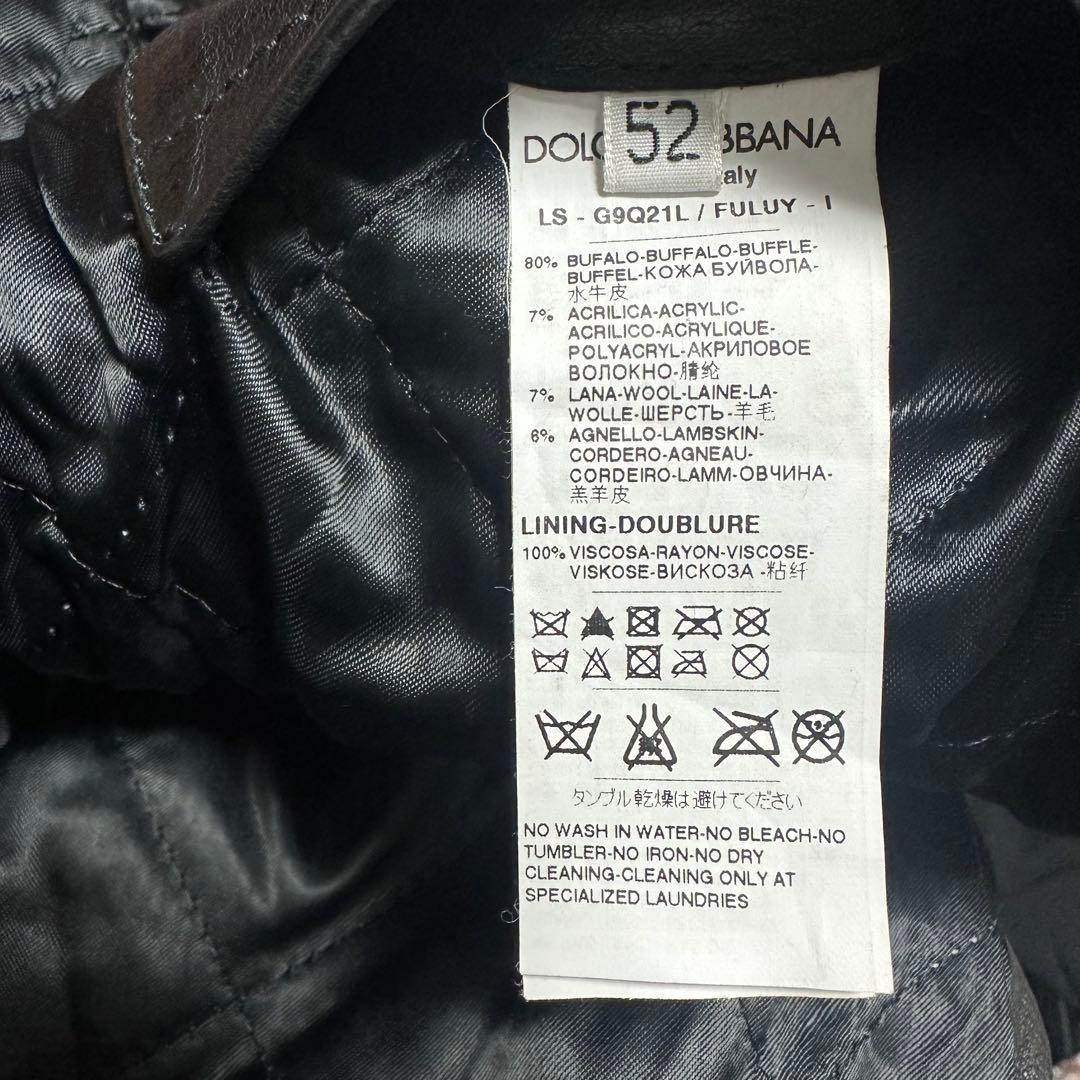 52
DOL BBANA
aly
LS - G9Q21L / FULUY - I
80% BUFALO-BUFFALO-BUFFLE-
BUFFEL-КОЖА БУЙВОЛА-
水牛皮
7% ACRILICA-ACRYLIC-
ACRILICO-ACRYLIQUE-
POLYACRYL-АКРИЛОВОЕ
ВОЛОКНО-腈纶
7% LANA-WOOL-LAINE-LA-
WOLLE-ШЕРСТЬ-羊毛
6% AGNELLO-LAMBSKIN-
CORDERO-AGNEAU-
CORDEIRO-LAMM-ОВЧИНА-
羔羊皮
LINING-DOUBLURE
100% VISCOSA-RAYON-VISCOSE-
VISKOSE-ВИСКОЗА -粘纤
タンブル乾燥は避けてください
NO WASH IN WATER-NO BLEACH-NO
TUMBLER-NO IRON-NO DRY
CLEANING-CLEANING ONLY AT
SPECIALIZED LAUNDRIES